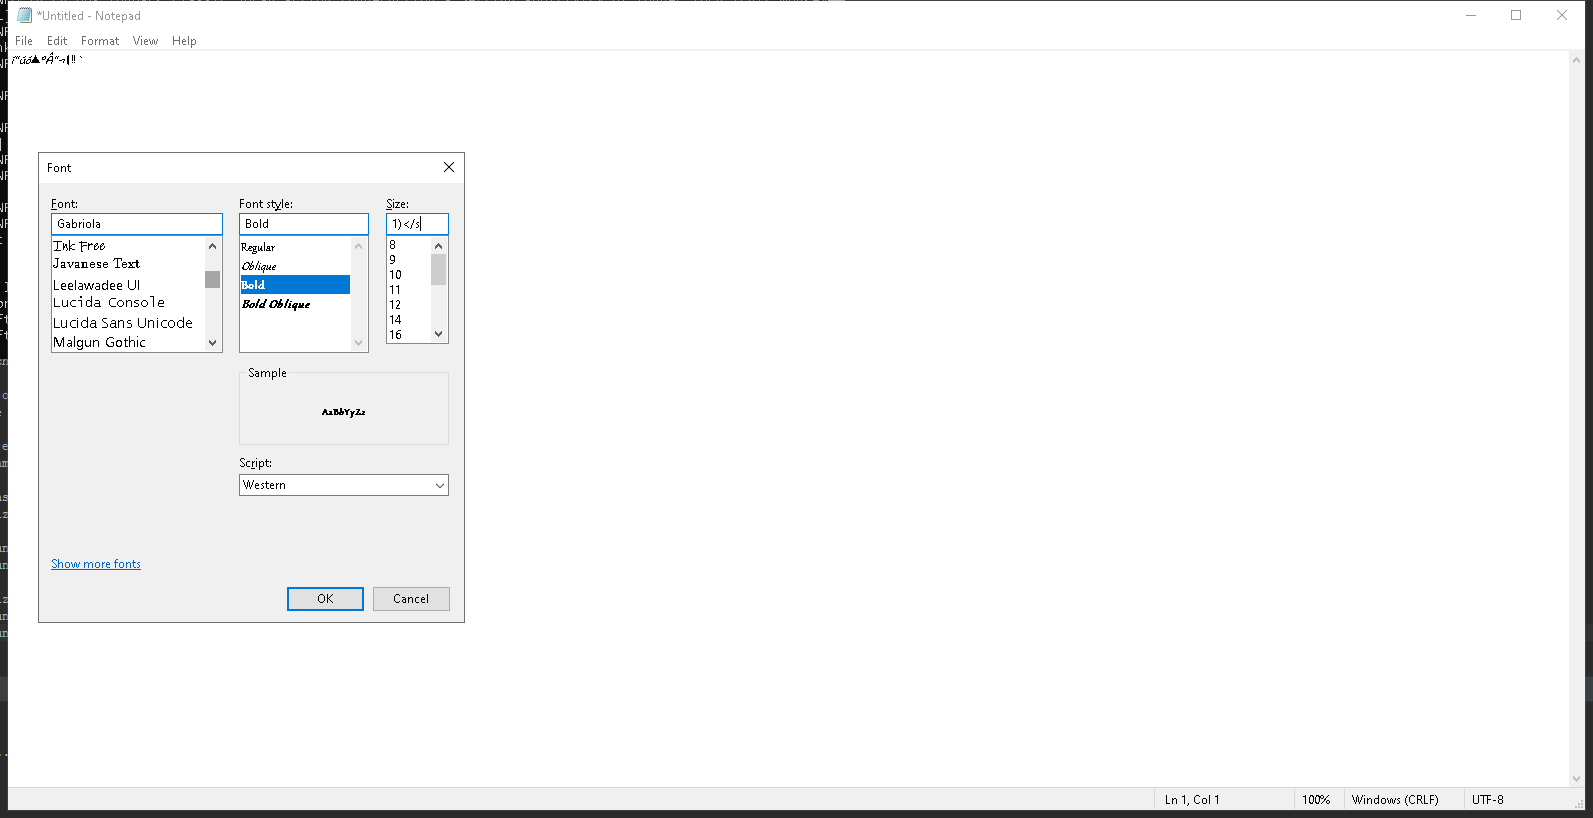 *Untitled - Notepad
File Edit Format View Help
Font
Font: Font style: Size:
Gabriola Bold 1)</s
Ink Free
Javanese Text
Leelawadee UI
Lucida Console
Lucida Sans Unicode
Malgun Gothic
Regular
Oblique
Bold
Bold Oblique
8
9
10
11
12
14
16
Sample
AaBbYyZz
Script:
Western
Show more fonts
OK Cancel
Ln 1, Col 1 100% Windows (CRLF) UTF-8